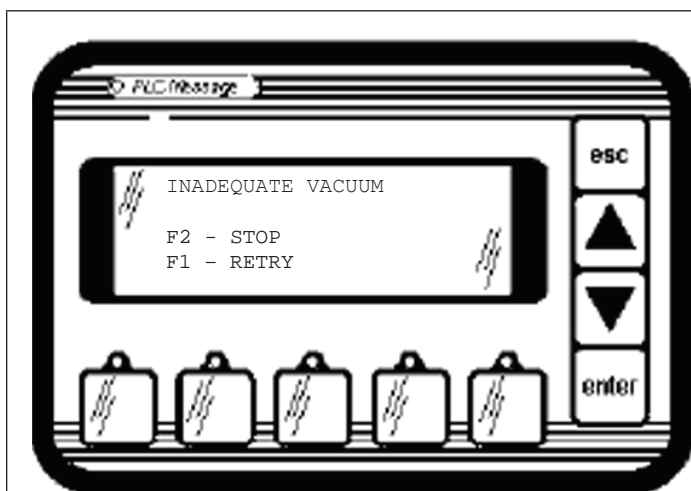 PLC Message
INADEQUATE VACUUM
F2 - STOP
F1 - RETRY
esc
enter